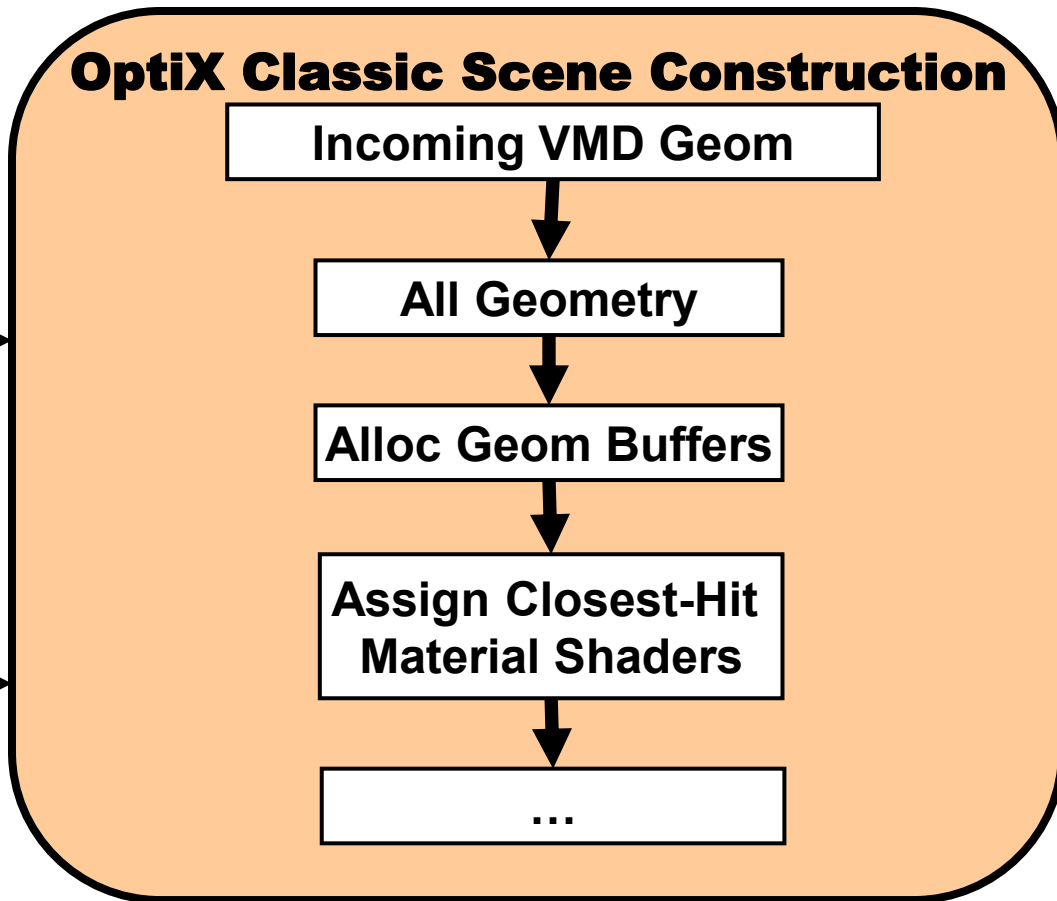 OptiX Classic Scene Construction
Incoming VMD Geom
All Geometry
Alloc Geom Buffers
Assign Closest-Hit
Material Shaders
...